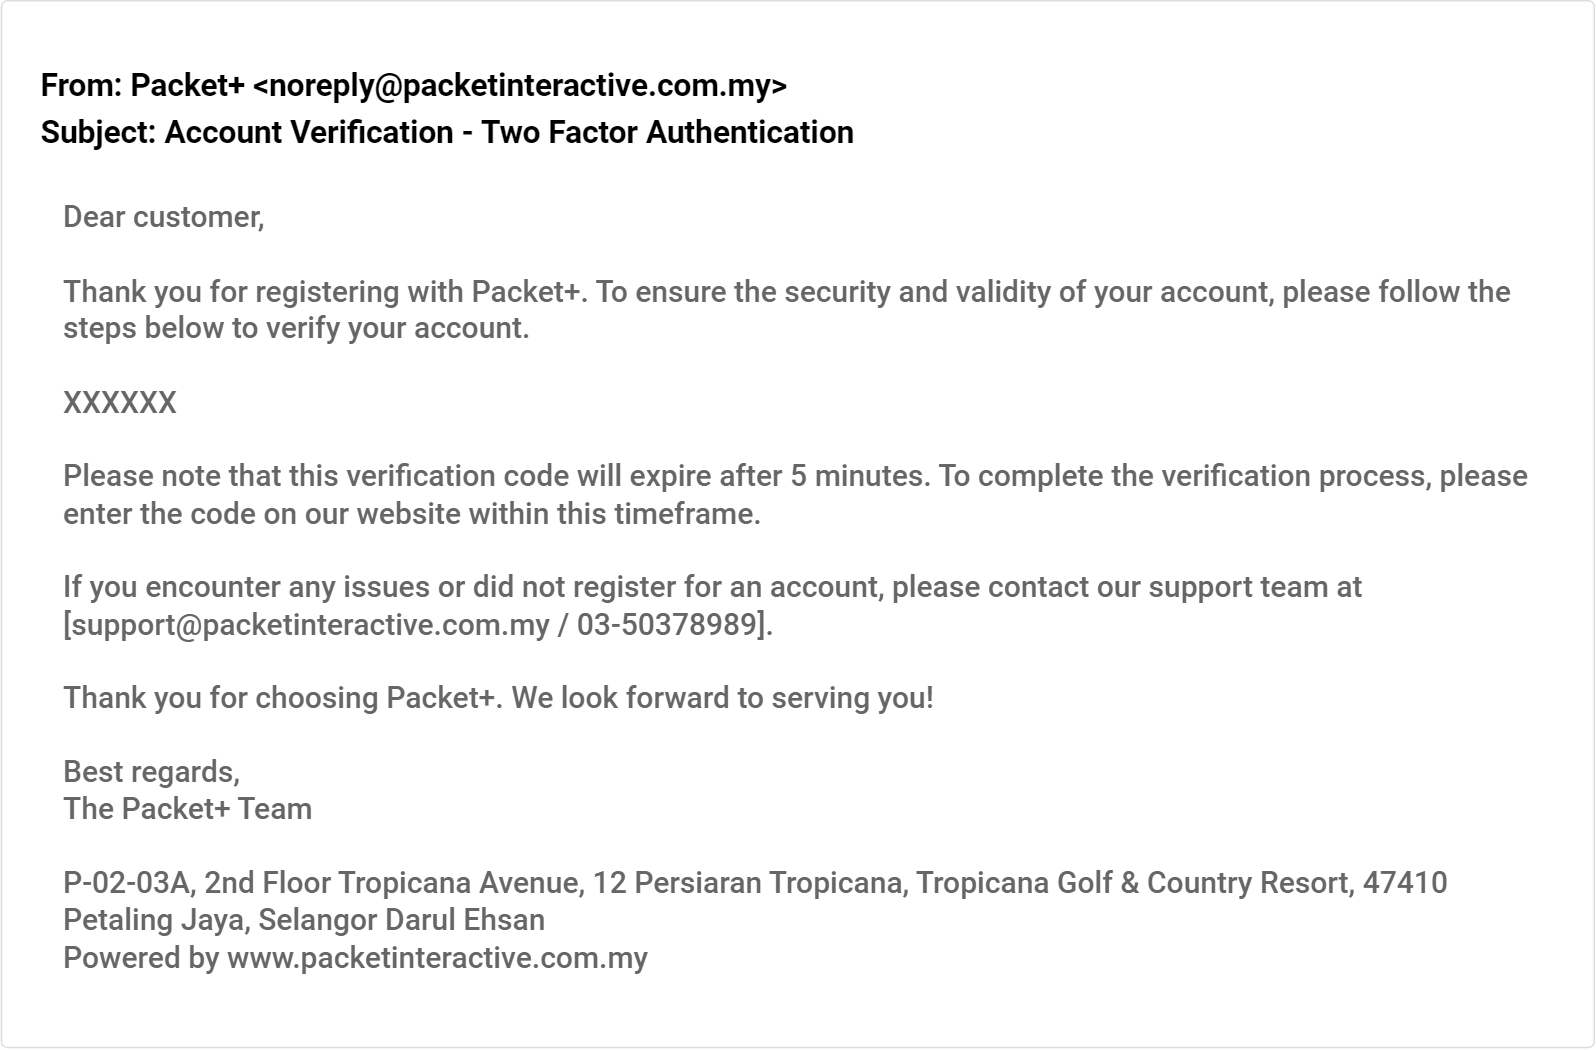 From: Packet+ <noreply@packetinteractive.com.my>
Subject: Account Verification - Two Factor Authentication
Dear customer,
Thank you for registering with Packet+. To ensure the security and validity of your account, please follow the
steps below to verify your account.
XXXXXX
Please note that this verification code will expire after 5 minutes. To complete the verification process, please
enter the code on our website within this timeframe.
If you encounter any issues or did not register for an account, please contact our support team at
[support@packetinteractive.com.my / 03-50378989].
Thank you for choosing Packet+. We look forward to serving you!
Best regards,
The Packet+ Team
P-02-03A, 2nd Floor Tropicana Avenue, 12 Persiaran Tropicana, Tropicana Golf & Country Resort, 47410
Petaling Jaya, Selangor Darul Ehsan
Powered by www.packetinteractive.com.my